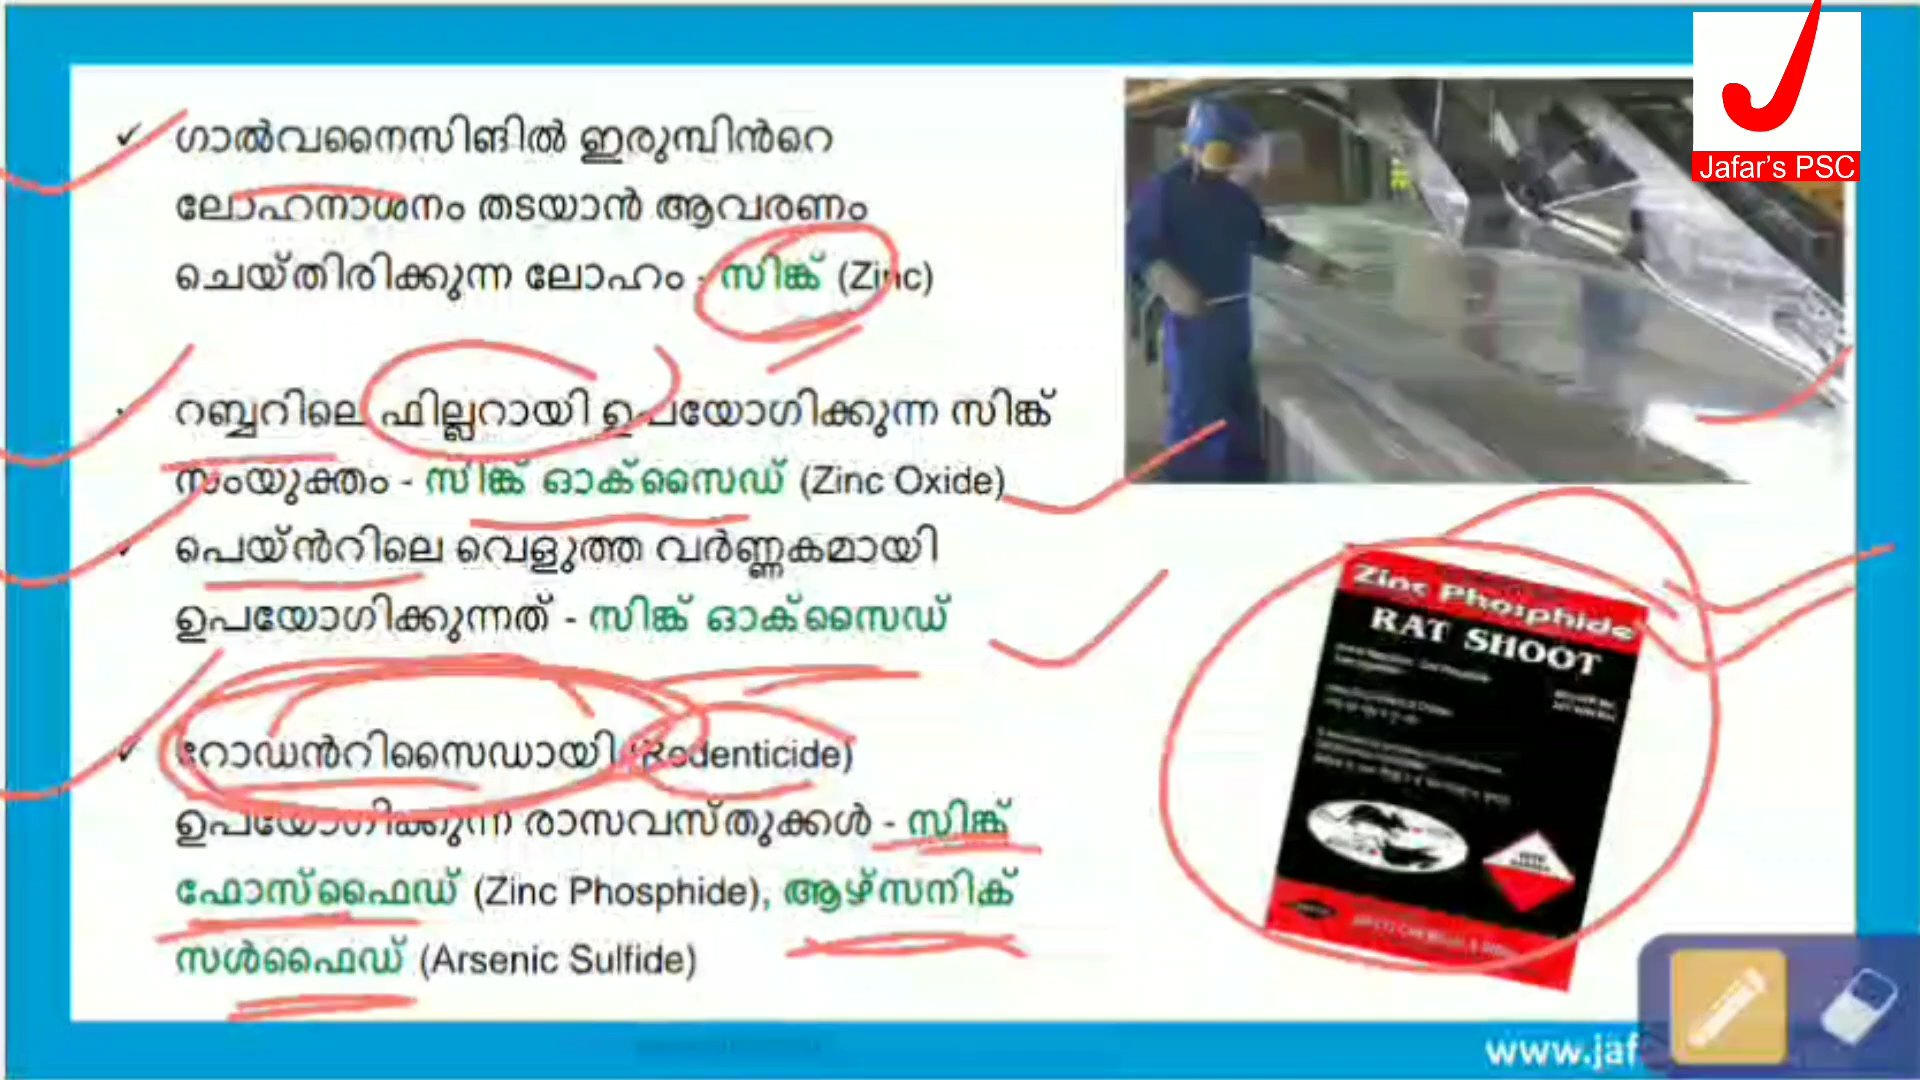 ഗാൽവനൈസിങിൽ ഇരുമ്പിൻറെ
ലോഹനാശനം തടയാൻ ആവരണം
ചെയ്തിരിക്കുന്ന ലോഹം - സിങ്ക് (Zinc)
റബ്ബറിലെ ഫില്ലറായി ഉപയോഗിക്കുന്ന സിങ്ക്
സംയുക്തം - സിങ്ക് ഓക്സൈഡ് (Zinc Oxide)
പെയ്ൻറിലെ വെളുത്ത വർണ്ണകമായി
ഉപയോഗിക്കുന്നത് - സിങ്ക് ഓക്സൈഡ്
റോഡൻറിസൈഡായി (Rodenticide)
ഉപയോഗിക്കുന്ന രാസവസ്തുക്കൾ - സിങ്ക്
ഫോസ്ഫൈഡ് (Zinc Phosphide), ആഴ്സനിക്
സൾഫൈഡ് (Arsenic Sulfide)
Jafar's PSC
Zinc Phosphide
RAT SHOOT
www.jaf